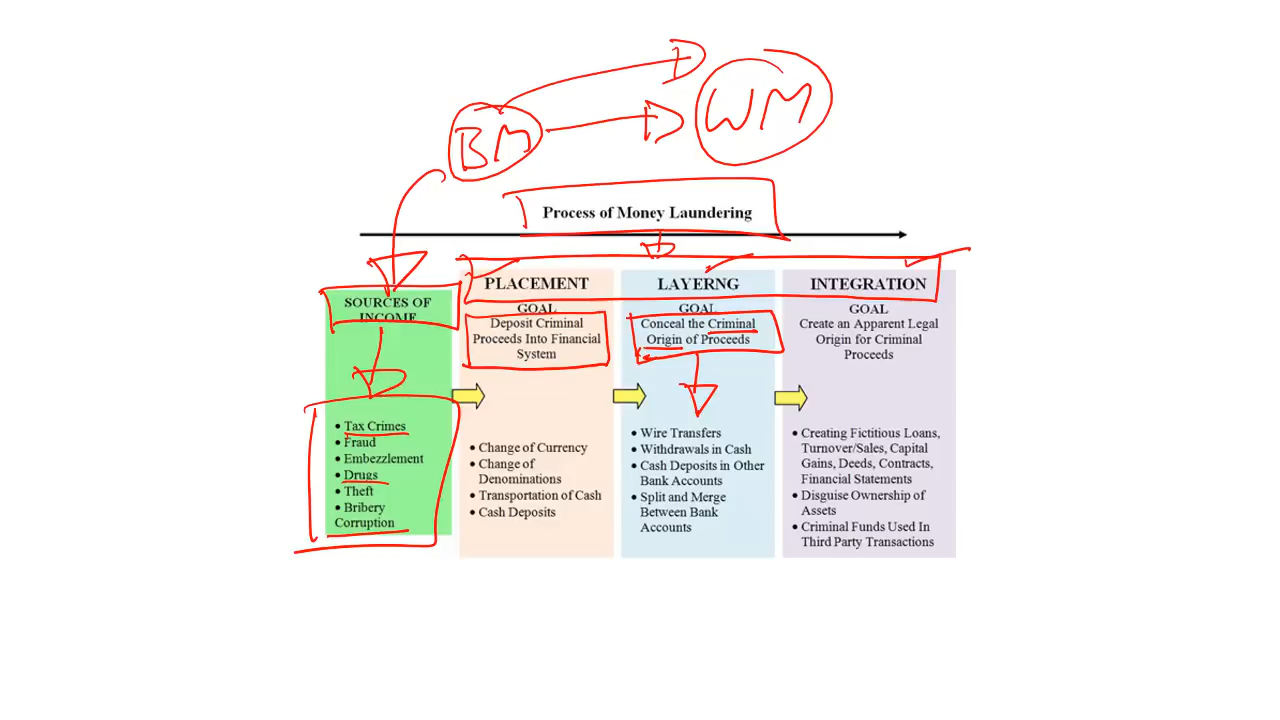 BM
WM
Process of Money Laundering
SOURCES OF
INCOME
• Tax Crimes
• Fraud
• Embezzlement
• Drugs
• Theft
• Bribery
Corruption
PLACEMENT
GOAL
Deposit Criminal
Proceeds Into Financial
System
• Change of Currency
• Change of
Denominations
• Transportation of Cash
• Cash Deposits
LAYERNG
GOAL
Conceal the Criminal
Origin of Proceeds
• Wire Transfers
• Withdrawals in Cash
• Cash Deposits in Other
Bank Accounts
• Split and Merge
Between Bank
Accounts
INTEGRATION
GOAL
Create an Apparent Legal
Origin for Criminal
Proceeds
• Creating Fictitious Loans,
Turnover/Sales, Capital
Gains, Deeds, Contracts,
Financial Statements
• Disguise Ownership of
Assets
• Criminal Funds Used In
Third Party Transactions